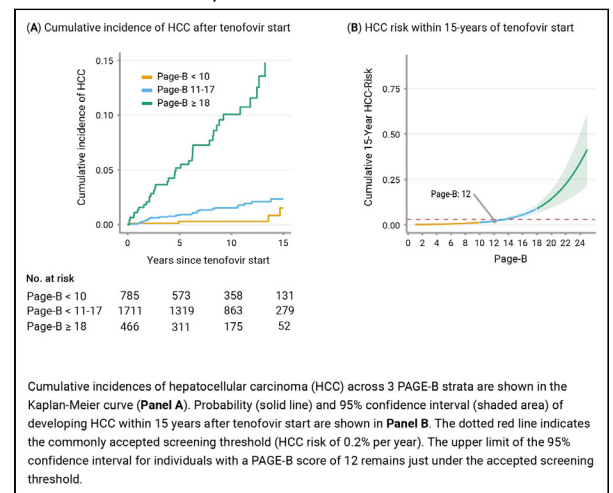 (A) Cumulative incidence of HCC after tenofovir start
(B) HCC risk within 15-years of tenofovir start
Cumulative incidence of HCC
0.15
0.10
0.05
0.00
Page-B < 10
Page-B 11-17
Page-B ≥ 18
0 5 10 15
Years since tenofovir start
Cumulative 15-Year HCC-Risk
0.75
0.50
0.25
0.00
Page-B: 12
0 2 4 6 8 10 12 14 16 18 20 22 24
Page-B
No. at risk
Page-B < 10 785 573 358 131
Page-B < 11-17 1711 1319 863 279
Page-B ≥ 18 466 311 175 52
Cumulative incidences of hepatocellular carcinoma (HCC) across 3 PAGE-B strata are shown in the
Kaplan-Meier curve (Panel A). Probability (solid line) and 95% confidence interval (shaded area) of
developing HCC within 15 years after tenofovir start are shown in Panel B. The dotted red line indicates
the commonly accepted screening threshold (HCC risk of 0.2% per year). The upper limit of the 95%
confidence interval for individuals with a PAGE-B score of 12 remains just under the accepted screening
threshold.